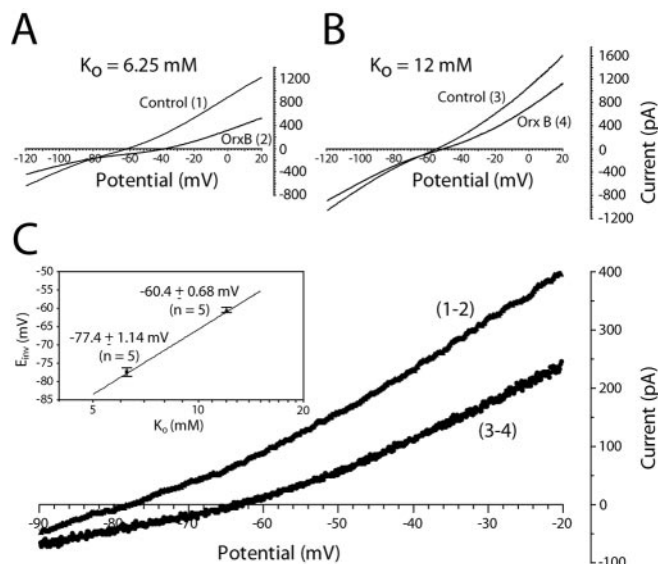 A
B
K₀ = 6.25 mM
K₀ = 12 mM
1200
800
400
0
-400
-800
Control (1)
OrxB (2)
-120 -100 -80 -60 -40 -20 0 20
Potential (mV)
1600
1200
800
400
0
-400
-800
-1200
Control (3)
Orx B (4)
-120 -100 -80 -60 -40 -20 0 20
Potential (mV)
Current (pA)
C
-50
-55
-60
-65
-70
-75
-80
-85
E inv (mV)
-60.4 ± 0.68 mV
(n = 5)
-77.4 ± 1.14 mV
(n = 5)
5 10 20
K₀ (mM)
(1-2)
(3-4)
400
300
200
100
0
-100
Current (pA)
-90 -80 -70 -60 -50 -40 -30 -20
Potential (mV)